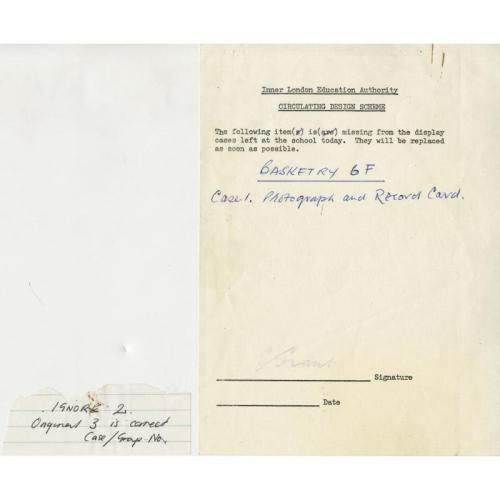 Inner London Education Authority
CIRCULATING DESIGN SCHEME
The following item(s) is(are) missing from the display
cases left at the school today. They will be replaced
as soon as possible.
BASKETRY 6F
Case 1. Photograph and Record Card.
Signature
Date
IGNORE 2.
Original 3 is correct
Case/Group No.